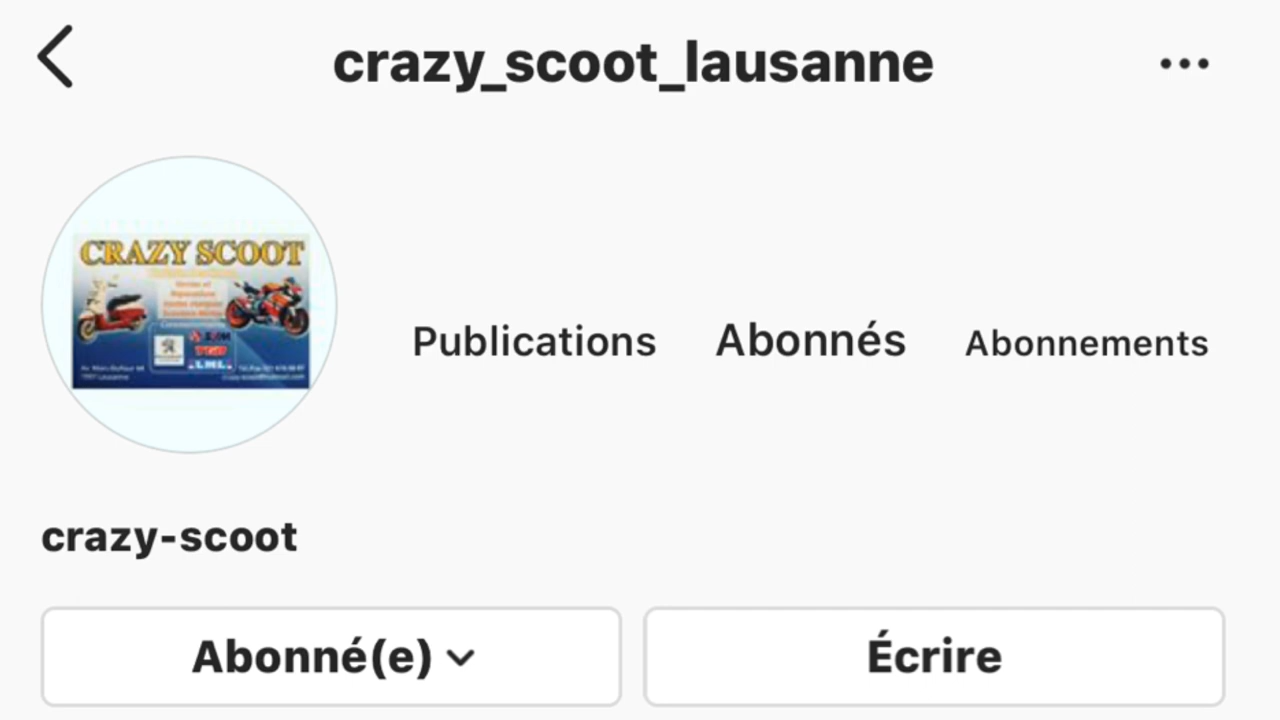 crazy_scoot_lausanne
CRAZY SCOOT
Publications
Abonnés
Abonnements
crazy-scoot
Abonné(e)
Écrire